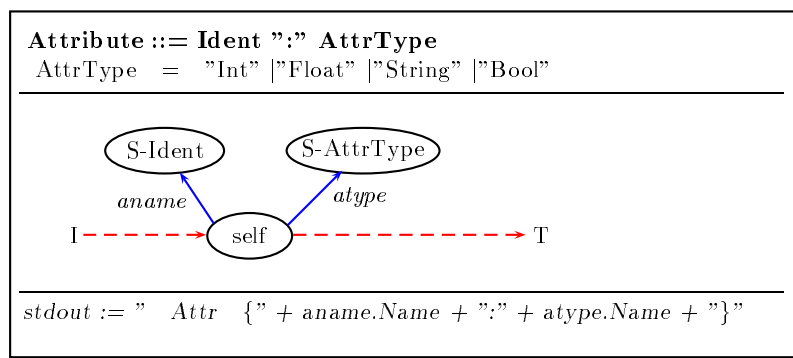 Attribute ::= Ident ":" AttrType
AttrType = "Int" |"Float" |"String" |"Bool"
S-Ident S-AttrType
aname atype
I self T
stdout := " Attr {" + aname.Name + ":" + atype.Name + "}"